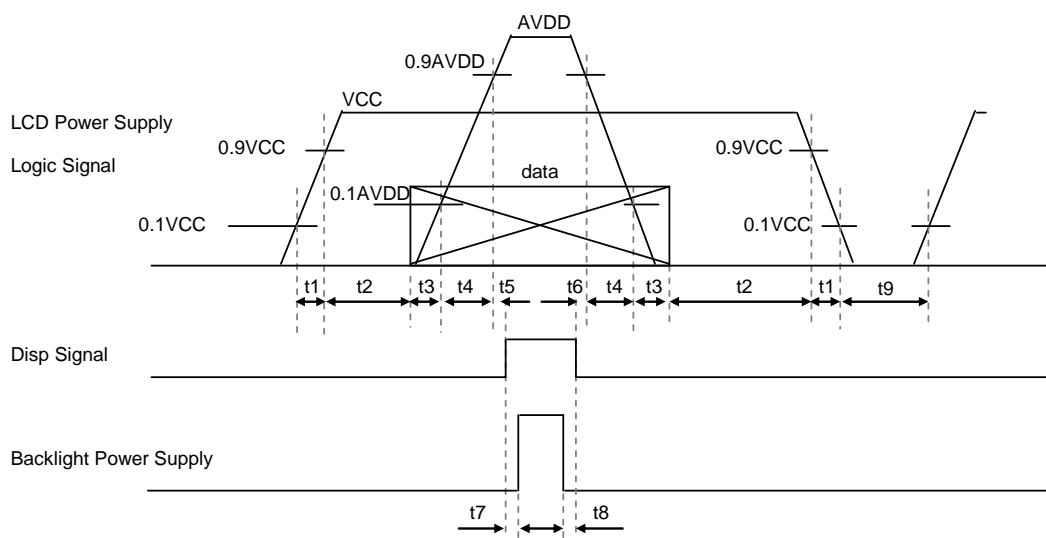 AVDD
0.9AVDD
VCC
LCD Power Supply
0.9VCC
0.9VCC
Logic Signal
data
0.1AVDD
0.1VCC
0.1VCC
t1 t2 t3 t4 t5 t6 t4 t3 t2 t1 t9
Disp Signal
Backlight Power Supply
t7 t8